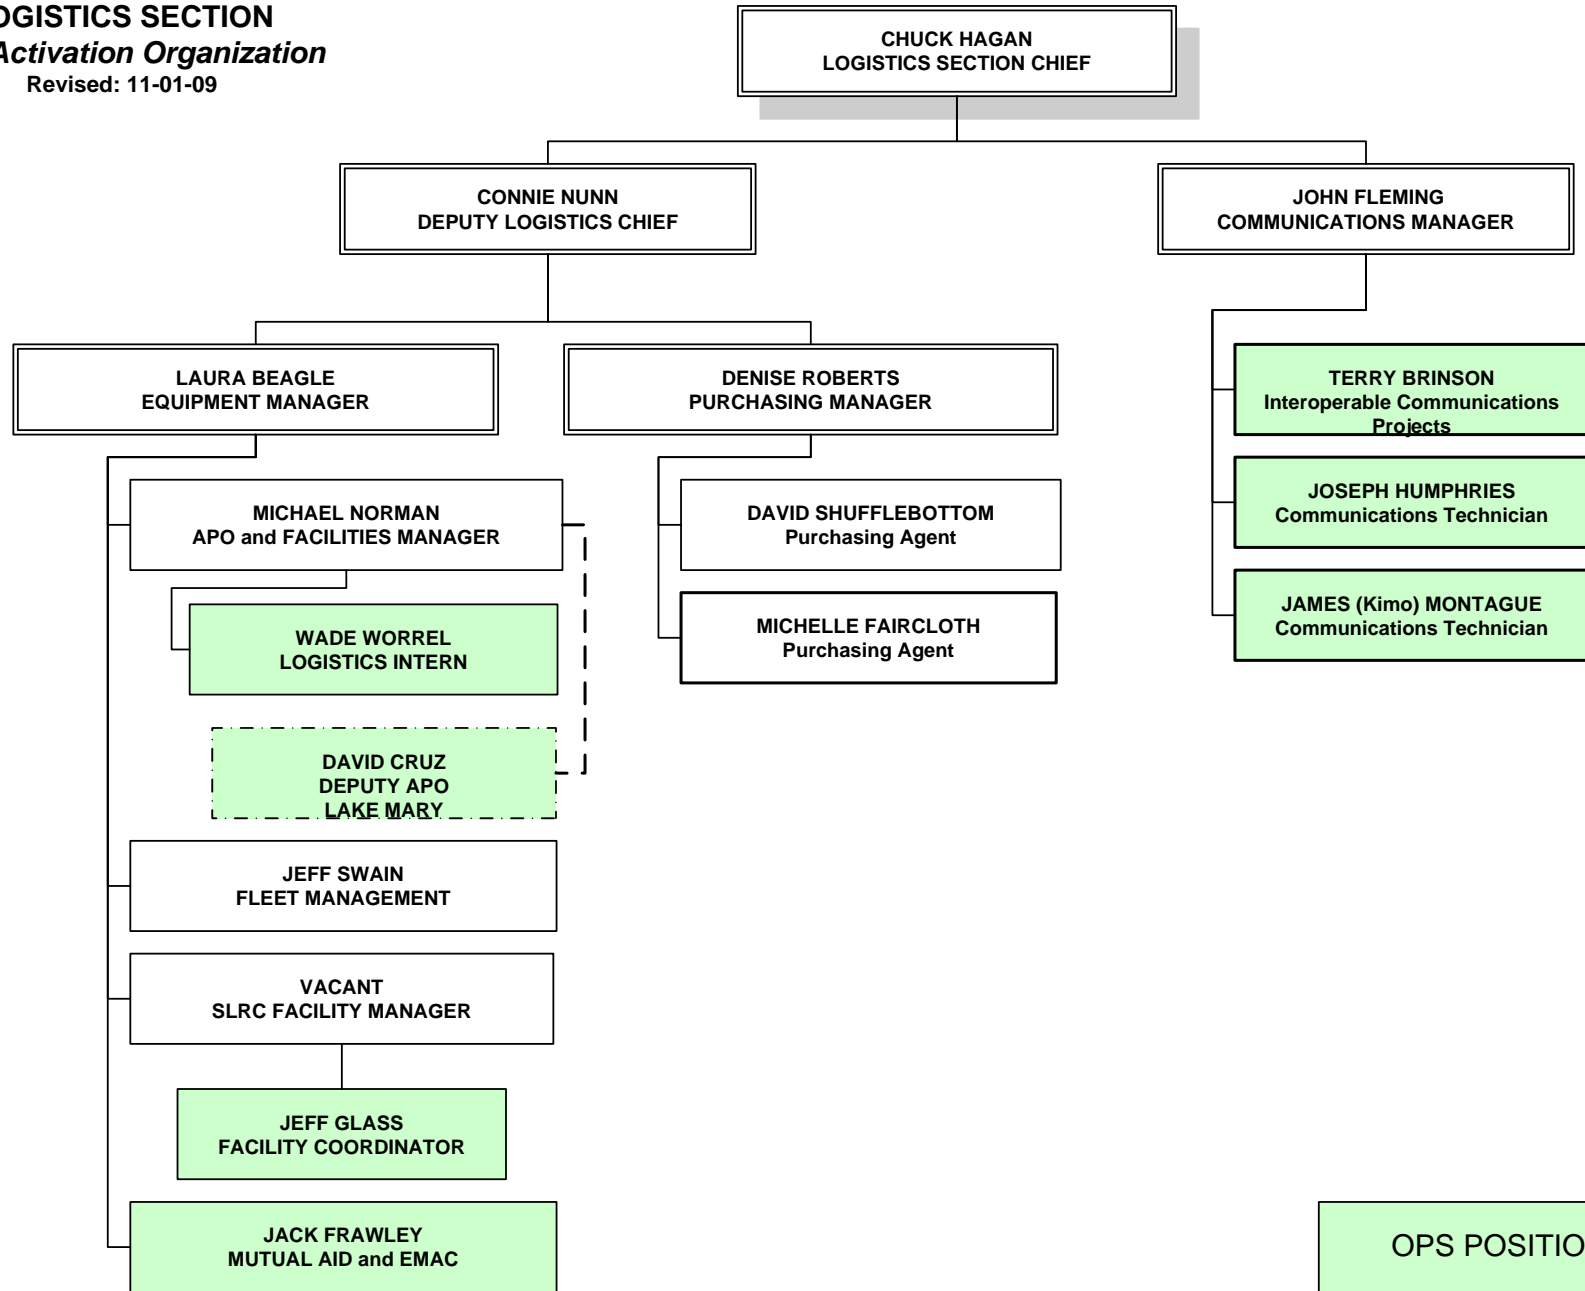 OGISTICS SECTION
Activation Organization
Revised: 11-01-09
CHUCK HAGAN
LOGISTICS SECTION CHIEF
CONNIE NUNN
DEPUTY LOGISTICS CHIEF
JOHN FLEMING
COMMUNICATIONS MANAGER
LAURA BEAGLE
EQUIPMENT MANAGER
DENISE ROBERTS
PURCHASING MANAGER
TERRY BRINSON
Interoperable Communications
Projects
MICHAEL NORMAN
APO and FACILITIES MANAGER
DAVID SHUFFLEBOTTOM
Purchasing Agent
JOSEPH HUMPHRIES
Communications Technician
WADE WORREL
LOGISTICS INTERN
MICHELLE FAIRCLOTH
Purchasing Agent
JAMES (Kimo) MONTAGUE
Communications Technician
DAVID CRUZ
DEPUTY APO
LAKE MARY
JEFF SWAIN
FLEET MANAGEMENT
VACANT
SLRC FACILITY MANAGER
JEFF GLASS
FACILITY COORDINATOR
JACK FRAWLEY
MUTUAL AID and EMAC
OPS POSITIO